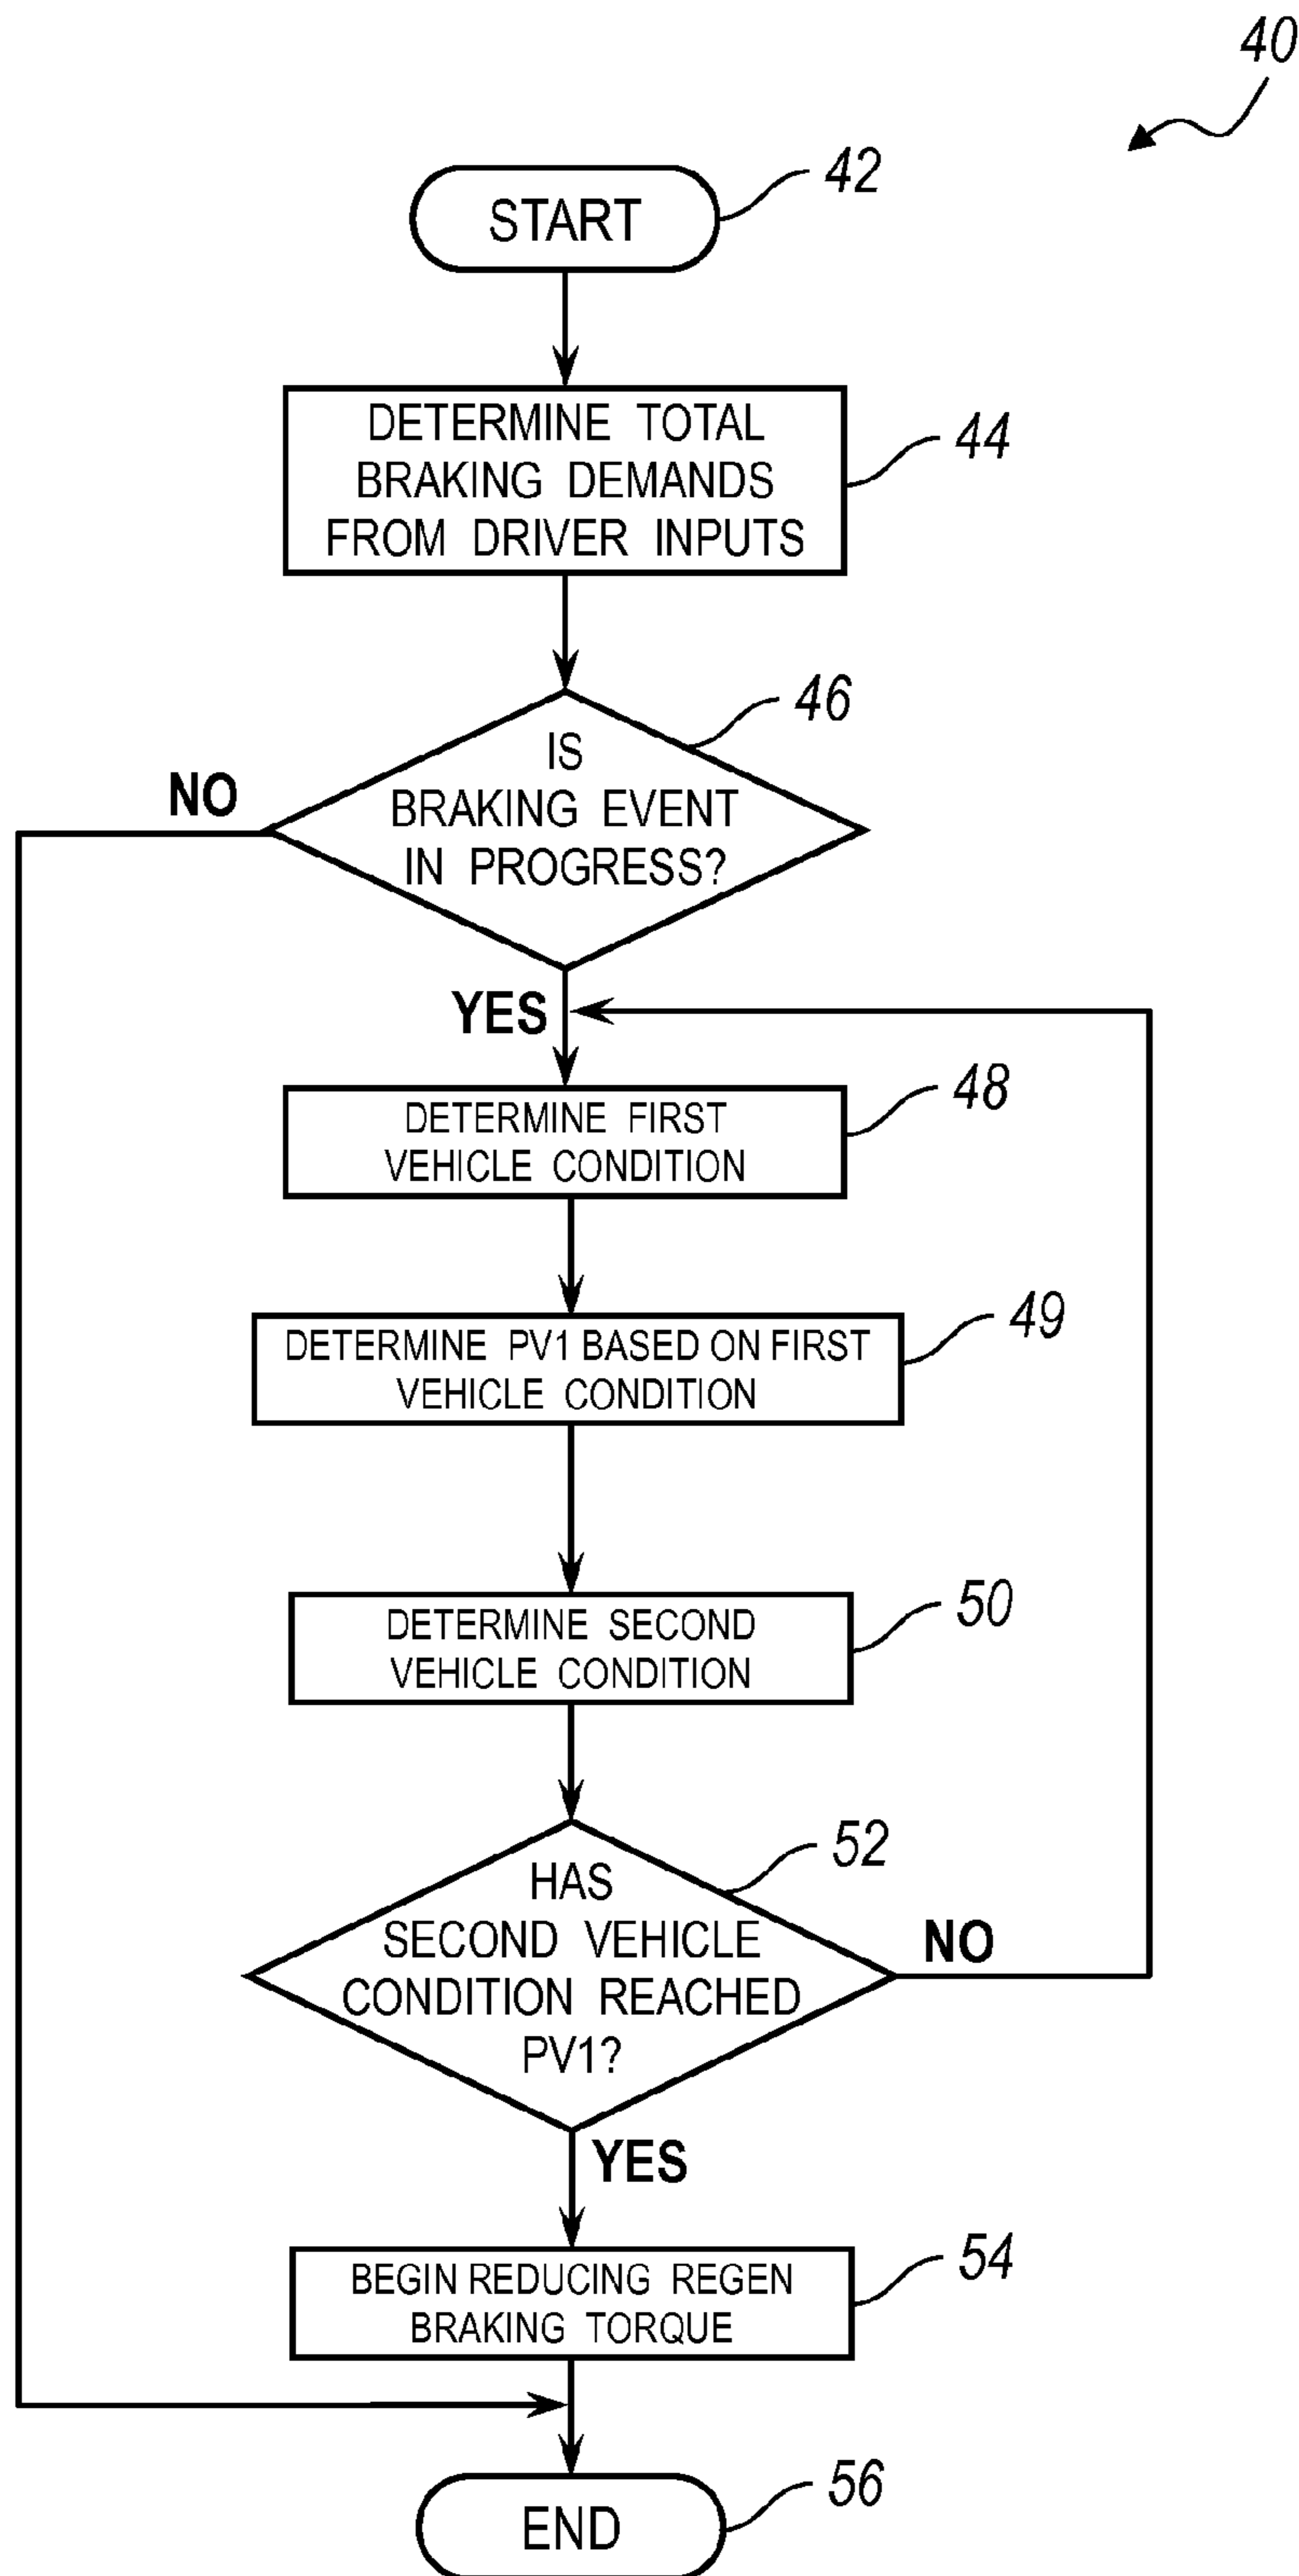 40
42
START
DETERMINE TOTAL
BRAKING DEMANDS
FROM DRIVER INPUTS
44
46
IS
BRAKING EVENT
IN PROGRESS?
NO
YES
48
DETERMINE FIRST
VEHICLE CONDITION
49
DETERMINE PV1 BASED ON FIRST
VEHICLE CONDITION
50
DETERMINE SECOND
VEHICLE CONDITION
52
HAS
SECOND VEHICLE
CONDITION REACHED
PV1?
NO
YES
54
BEGIN REDUCING REGEN
BRAKING TORQUE
56
END